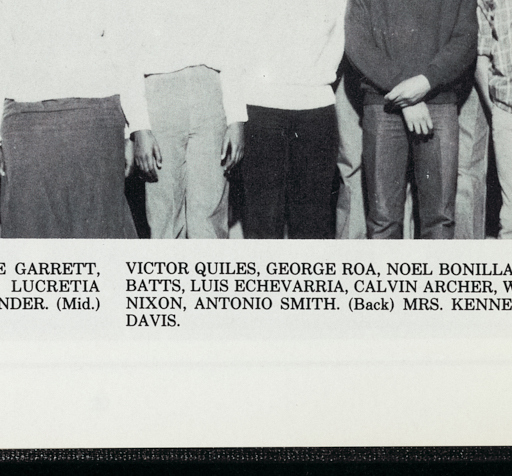 E GARRETT,
LUCRETIA
NDER. (Mid.)
VICTOR QUILES, GEORGE ROA, NOEL BONILLA
BATTS, LUIS ECHEVARRIA, CALVIN ARCHER, W
NIXON, ANTONIO SMITH. (Back) MRS. KENNE
DAVIS.